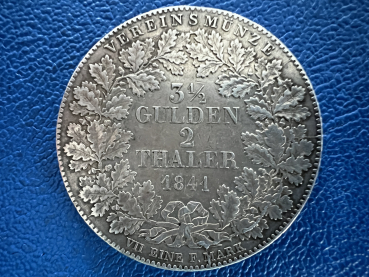 VEREINSMÜNZE
3½
GULDEN
2
THALER
1841
VII EINE F. MARK